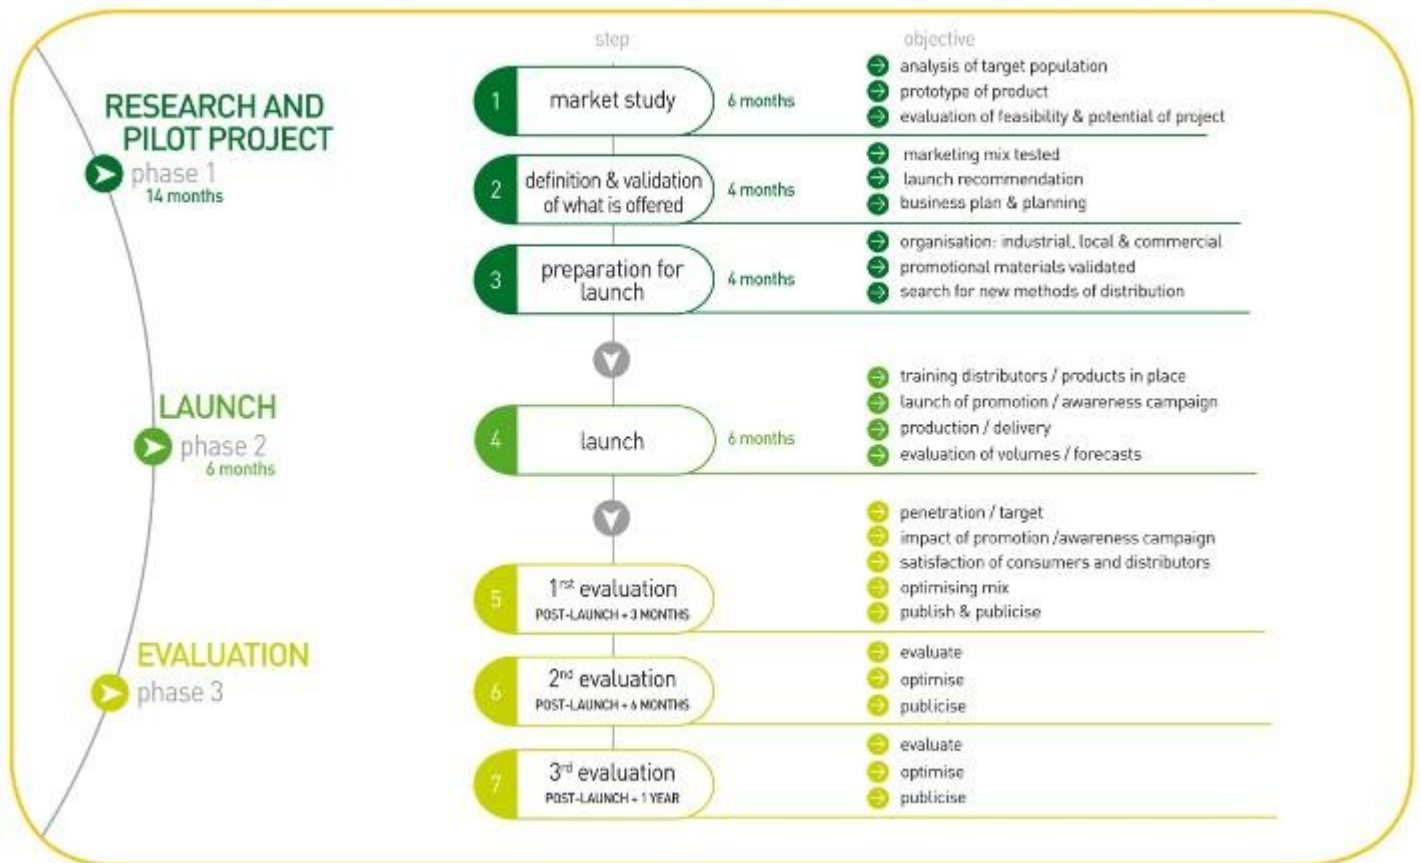 step
objective
RESEARCH AND
PILOT PROJECT
phase 1
14 months
1
market study
6 months
analysis of target population
prototype of product
evaluation of feasibility & potential of project
2
definition & validation
of what is offered
4 months
marketing mix tested
launch recommendation
business plan & planning
3
preparation for
launch
4 months
organisation: industrial, local & commercial
promotional materials validated
search for new methods of distribution
LAUNCH
phase 2
6 months
4
launch
6 months
training distributors / products in place
launch of promotion / awareness campaign
production / delivery
evaluation of volumes / forecasts
EVALUATION
phase 3
5
1rst evaluation
POST-LAUNCH + 3 MONTHS
penetration / target
impact of promotion /awareness campaign
satisfaction of consumers and distributors
optimising mix
publish & publicise
6
2nd evaluation
POST-LAUNCH + 6 MONTHS
evaluate
optimise
publicise
7
3rd evaluation
POST-LAUNCH + 1 YEAR
evaluate
optimise
publicise